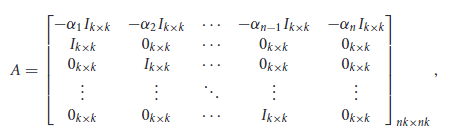 −α₁I_{k×k} −α₂I_{k×k} ⋯ −α_{n−1}I_{k×k} −α_nI_{k×k}
I_{k×k} 0_{k×k} ⋯ 0_{k×k} 0_{k×k}
A = 0_{k×k} I_{k×k} ⋯ 0_{k×k} 0_{k×k} ,
⋮ ⋮ ⋱ ⋮ ⋮
0_{k×k} 0_{k×k} ⋯ I_{k×k} 0_{k×k}
nk×nk